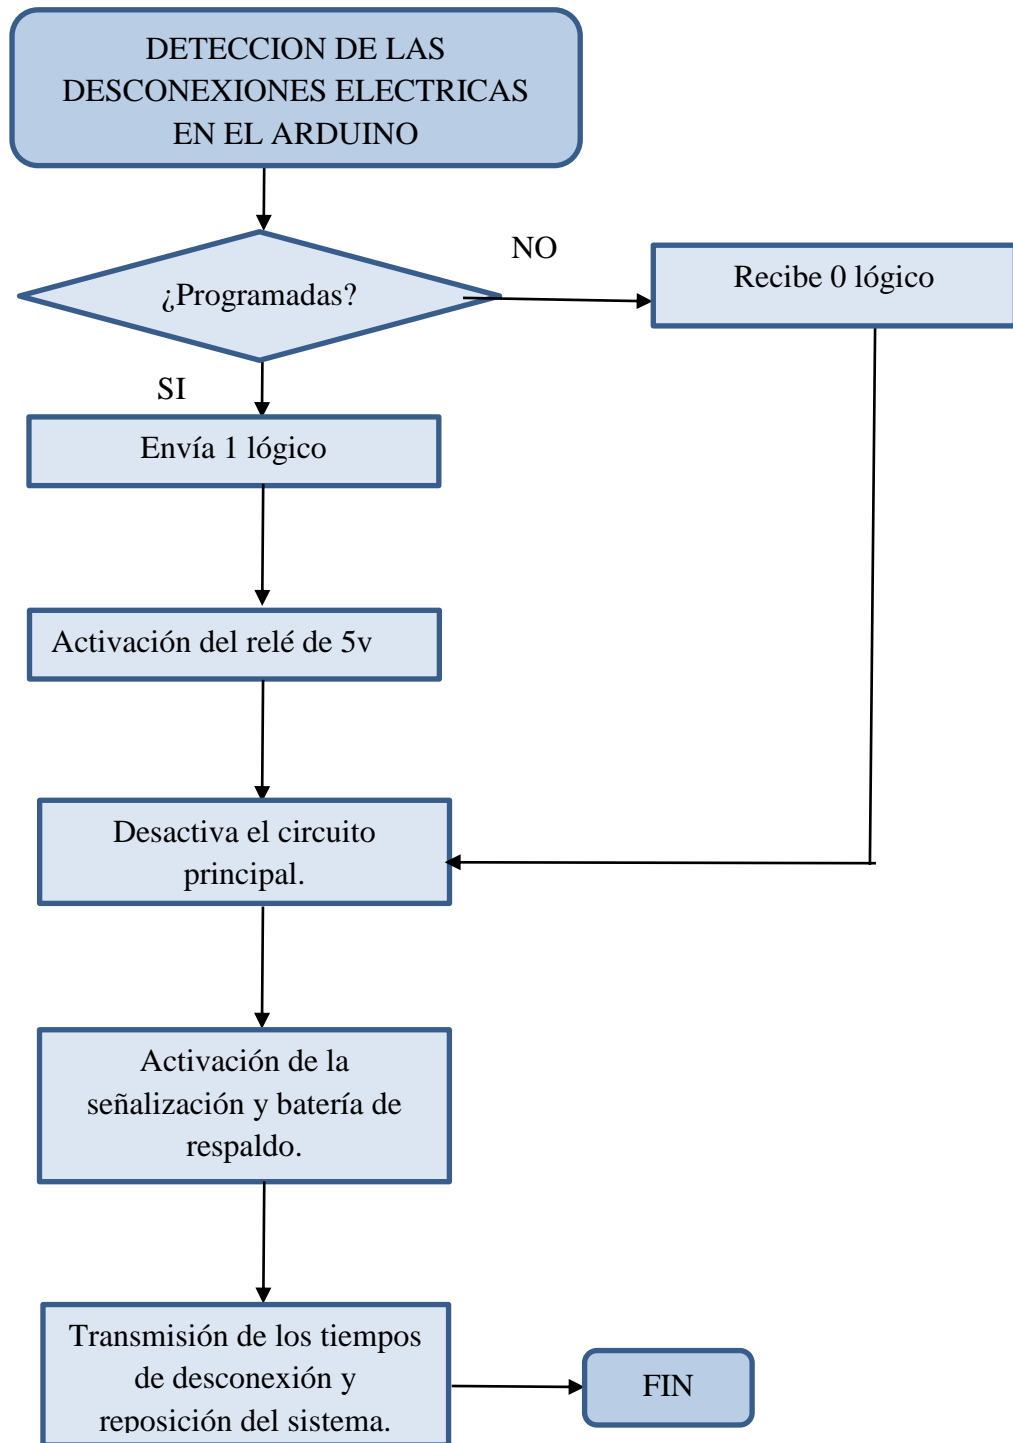 DETECCION DE LAS
DESCONEXIONES ELECTRICAS
EN EL ARDUINO
¿Programadas?
NO
Recibe 0 lógico
SI
Envía 1 lógico
Activación del relé de 5v
Desactiva el circuito
principal.
Activación de la
señalización y batería de
respaldo.
Transmisión de los tiempos
de desconexión y
reposición del sistema.
FIN